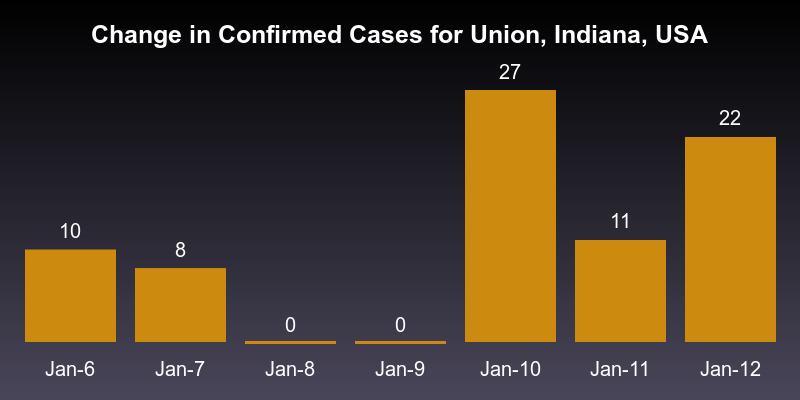 Change in Confirmed Cases for Union, Indiana, USA
10
8
0
0
27
11
22
Jan-6
Jan-7
Jan-8
Jan-9
Jan-10
Jan-11
Jan-12